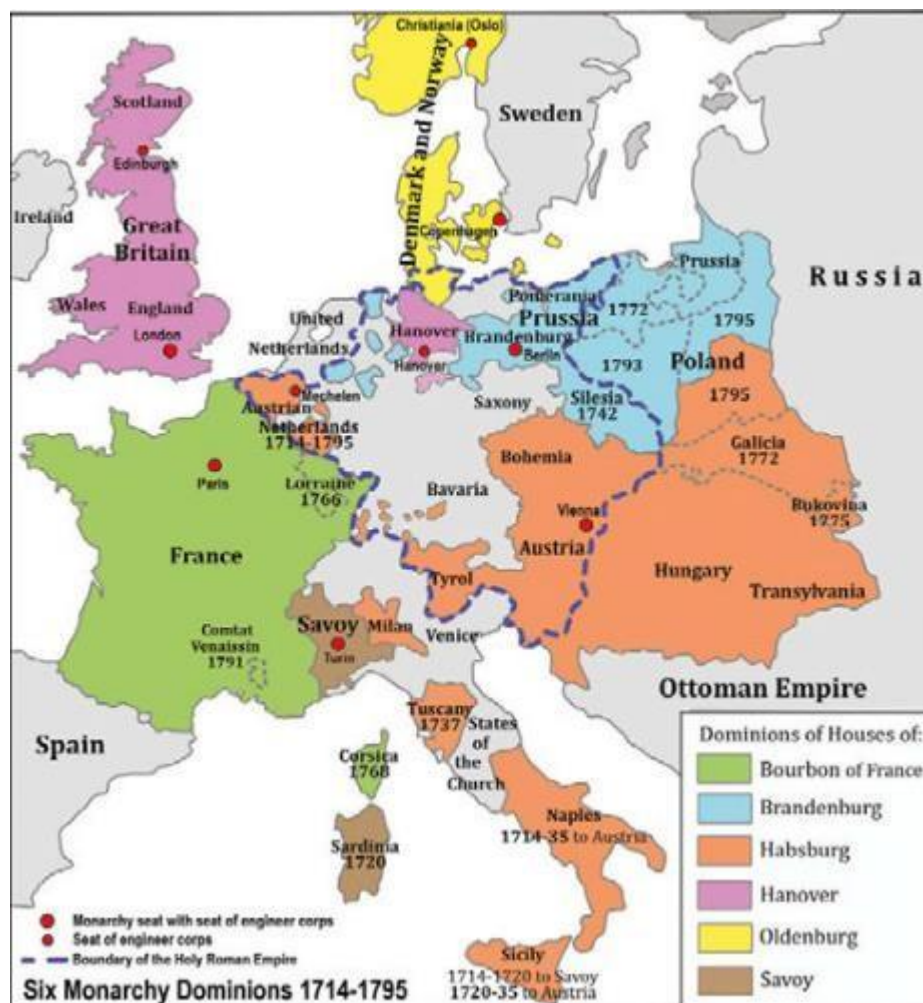 Christiania (Oslo)
Denmark and Norway
Sweden
Scotland
Edinburgh
Ireland
Great
Britain
Copenhagen
Wales
England
London
Russia
Prussia
Pomerania
1772
1795
United
Netherlands
Hanover
Hanover
Prussia
Brandenburg
Berlin
1793
Poland
Mechelen
Austrian
Netherlands
1714-1795
Saxony
Silesia
1742
1795
Galicia
1772
Bohemia
Paris
Lorraine
1766
Bavaria
Vienna
Bukovina
1775
France
Austria
Tyrol
Hungary
Transylvania
Savoy
Turin
Milan
Venice
Comtat
Venaissin
1791
Ottoman Empire
Spain
Tuscany
1737
States
of
the
Church
Corsica
1768
Naples
1714-35 to Austria
Sardinia
1720
Sicily
1714-1720 to Savoy
1720-35 to Austria
Dominions of Houses of:
Bourbon of France
Brandenburg
Habsburg
Hanover
Oldenburg
Savoy
Monarchy seat with seat of engineer corps
Seat of engineer corps
Boundary of the Holy Roman Empire
Six Monarchy Dominions 1714-1795